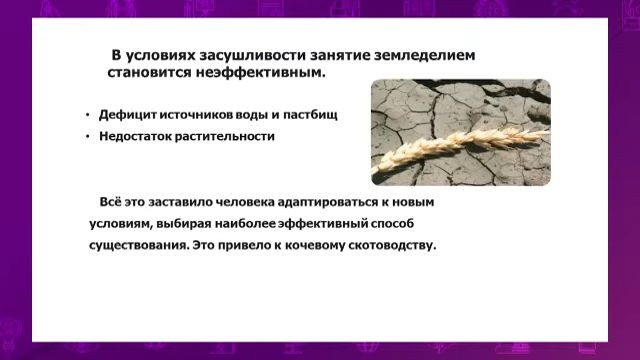 В условиях засушливости занятие земледелием
становится неэффективным.
• Дефицит источников воды и пастбищ
• Недостаток растительности
Всё это заставило человека адаптироваться к новым
условиям, выбирая наиболее эффективный способ
существования. Это привело к кочевому скотоводству.